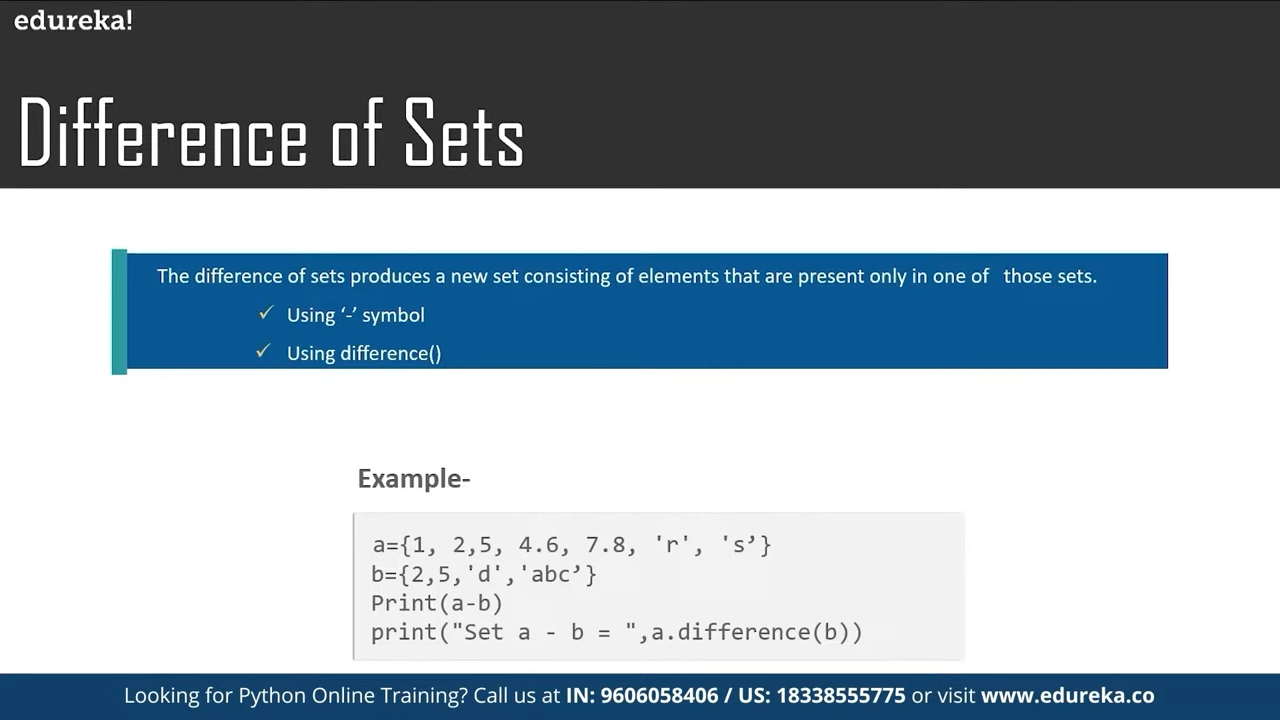 edureka!
Difference of Sets
The difference of sets produces a new set consisting of elements that are present only in one of those sets.
✓ Using ‘-’ symbol
✓ Using difference()
Example-
a={1, 2,5, 4.6, 7.8, 'r', 's’}
b={2,5,'d','abc’}
Print(a-b)
print("Set a - b = ",a.difference(b))
Looking for Python Online Training? Call us at IN: 9606058406 / US: 18338555775 or visit www.edureka.co